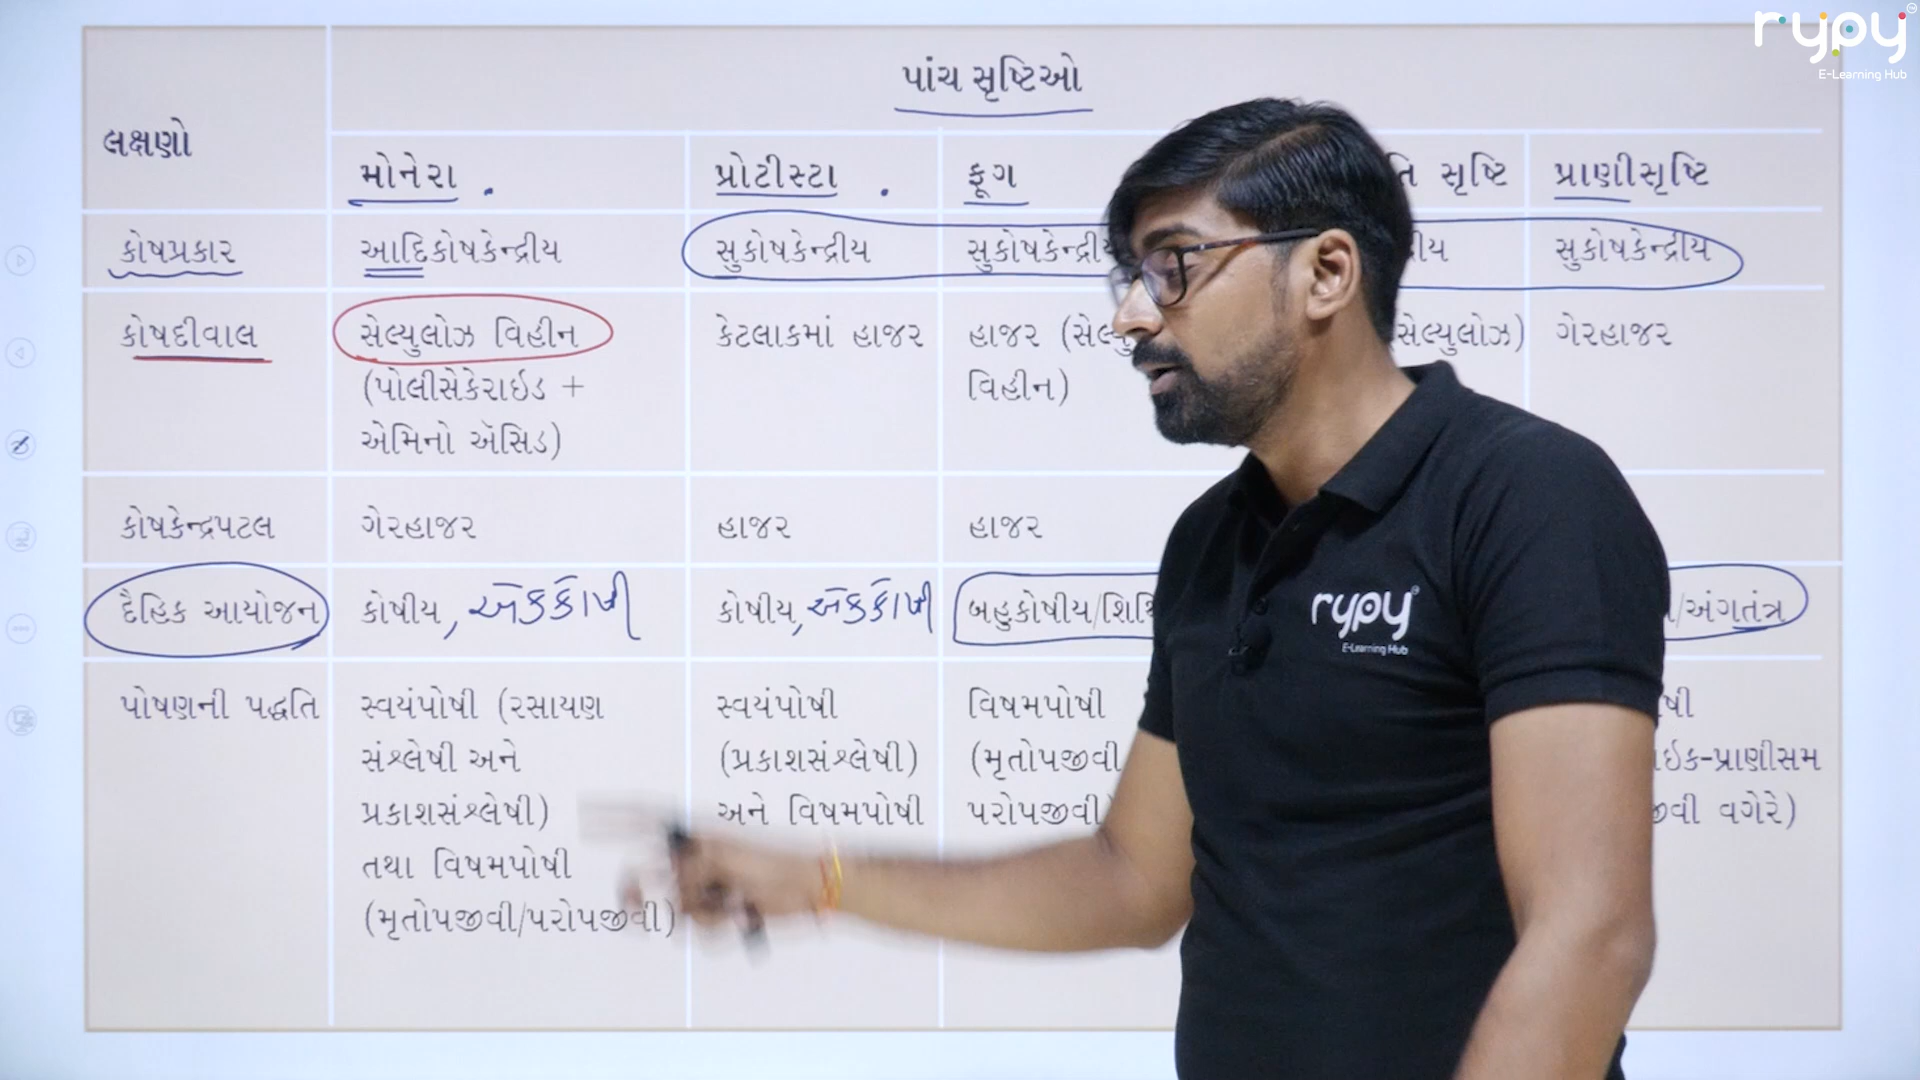 rypy
E-Learning Hub
પાંચ સૃષ્ટિઓ
લક્ષણો
મોનેરા
પ્રોટીસ્ટા
ફૂગ
સૃષ્ટિ
પ્રાણીસૃષ્ટિ
કોષપ્રકાર
આદિકોષકેન્દ્રીય
સુકોષકેન્દ્રીય
સુકોષકેન્દ્રી
સુકોષકેન્દ્રીય
કોષદીવાલ
સેલ્યુલોઝ વિહીન
(પોલીસેકેરાઇડ +
એમિનો ઍસિડ)
કેટલાકમાં હાજર
હાજર (સેલ્યુ
વિહીન)
સેલ્યુલોઝ)
ગેરહાજર
કોષકેન્દ્રપટલ
ગેરહાજર
હાજર
હાજર
દૈહિક આયોજન
કોષીય, એકકોષી
કોષીય, એકકોષી
બહુકોષીય/શિથિ
/અંગતંત્ર
પોષણની પદ્ધતિ
સ્વયંપોષી (રસાયણ
સંશ્લેષી અને
પ્રકાશસંશ્લેષી)
તથા વિષમપોષી
(મૃતોપજીવી/પરોપજીવી)
સ્વયંપોષી
(પ્રકાશસંશ્લેષી)
અને વિષમપોષી
વિષમપોષી
(મૃતોપજીવી
પરોપજીવી)
ષી
ઇક-પ્રાણીસમ
જીવી વગેરે)
rypy
E-Learning Hub